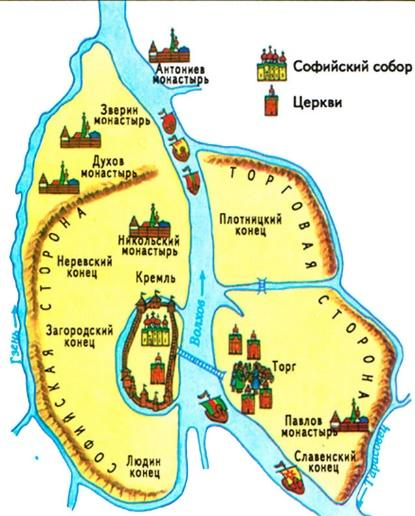 Антониев
монастырь
Софийский собор
Церкви
Зверин
монастырь
Духов
монастырь
ТОРГОВАЯ
СТОРОНА
Плотницкий
конец
Никольский
монастырь
Неревский
конец
СОФИЙСКАЯ СТОРОНА
Кремль
Гзень
Волхов
Загородский
конец
Торг
Павлов
монастырь
Славенский
конец
Людин
конец
Тарасовец